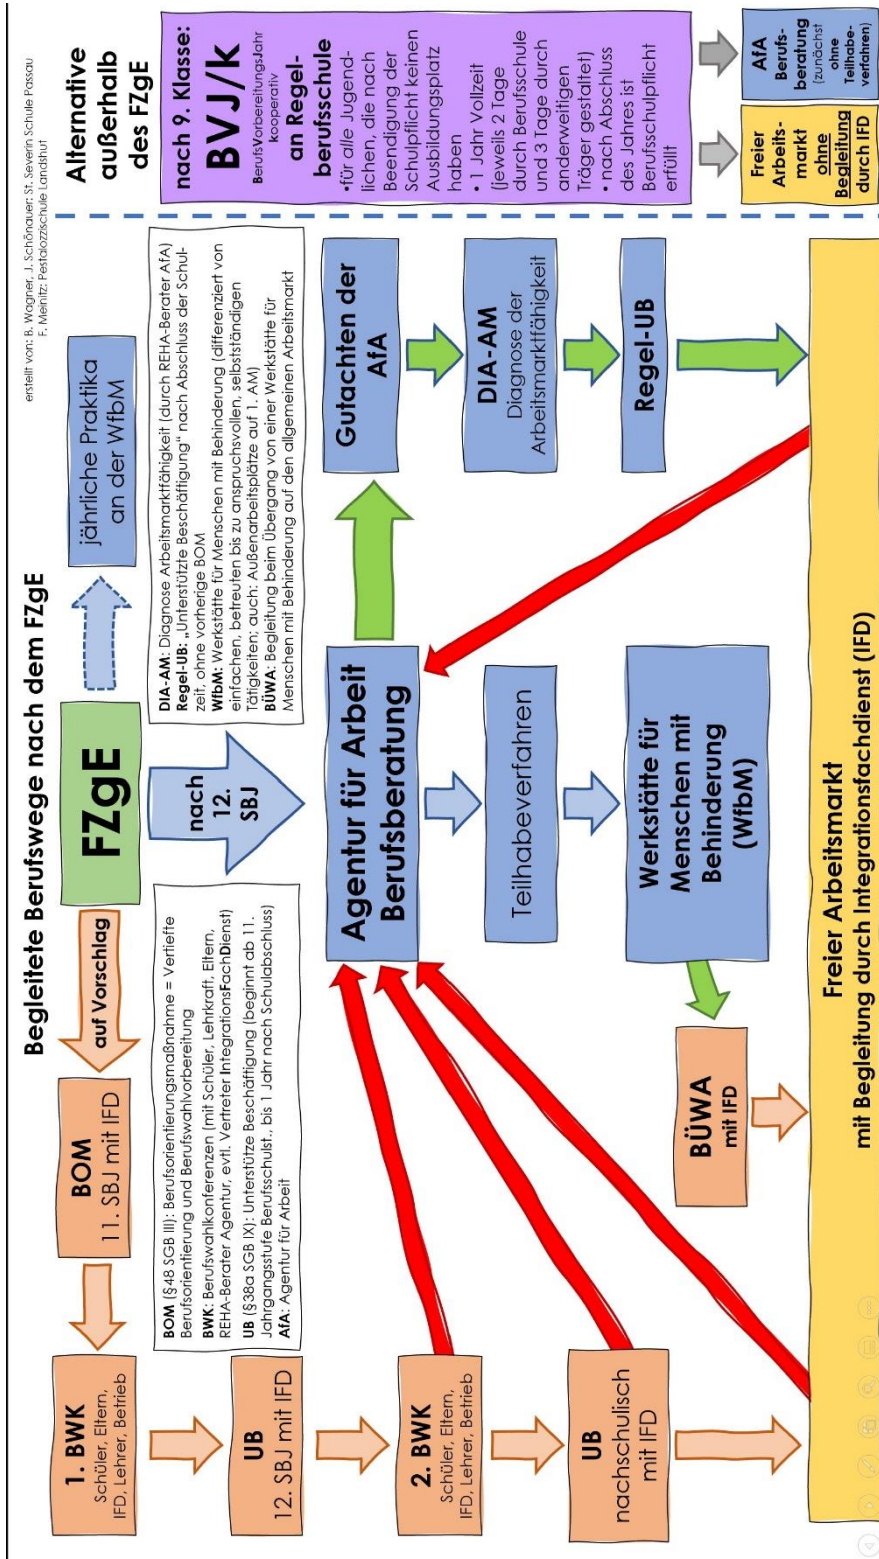 erstellt von: B. Wagner, J. Schönauer: St. Severin Schule Passau
F. Meinitz: Pestalozzischule Landshut
Begleitete Berufswege nach dem FZgE
FZgE
auf Vorschlag
BOM
11. SBJ mit IFD
1. BWK
Schüler, Eltern,
IFD, Lehrer, Betrieb
UB
12. SBJ mit IFD
2. BWK
Schüler, Eltern,
IFD, Lehrer, Betrieb
UB
nachschulisch
mit IFD
BOM (§48 SGB III): Berufsorientierungsmaßnahme = Vertiefte
Berufsorientierung und Berufswahlvorbereitung
BWK: Berufswahlkonferenzen (mit Schüler, Lehrkraft, Eltern,
REHA-Berater Agentur, evtl. Vertreter IntegrationsFachDienst)
UB (§38a SGB IX): Unterstütze Beschäftigung (beginnt ab 11.
Jahrgangsstufe Berufsschulst., bis 1 Jahr nach Schulabschluss)
AfA: Agentur für Arbeit
nach
12.
SBJ
jährliche Praktika
an der WfbM
DIA-AM: Diagnose Arbeitsmarktfähigkeit (durch REHA-Berater AfA)
Regel-UB: „Unterstützte Beschäftigung“ nach Abschluss der Schul-
zeit, ohne vorherige BOM
WfbM: Werkstätte für Menschen mit Behinderung (differenziert von
einfachen, betreuten bis zu anspruchsvollen, selbstständigen
Tätigkeiten; auch: Außenarbeitsplätze auf 1. AM)
BÜWA: Begleitung beim Übergang von einer Werkstätte für
Menschen mit Behinderung auf den allgemeinen Arbeitsmarkt
Agentur für Arbeit
Berufsberatung
Teilhabeverfahren
Werkstätte für
Menschen mit
Behinderung
(WfbM)
BÜWA
mit IFD
Gutachten der
AfA
DIA-AM
Diagnose der
Arbeitsmarktfähigkeit
Regel-UB
Freier Arbeitsmarkt
mit Begleitung durch Integrationsfachdienst (IFD)
Alternative
außerhalb
des FZgE
nach 9. Klasse:
BVJ/k
BerufsVorbereitungsJahr
kooperativ
an Regel-
berufsschule
•für alle Jugend-
lichen, die nach
Beendigung der
Schulpflicht keinen
Ausbildungsplatz
haben
• 1 Jahr Vollzeit
(jeweils 2 Tage
durch Berufsschule
und 3 Tage durch
anderweitigen
Träger gestaltet)
• nach Abschluss
des Jahres ist
Berufsschulpflicht
erfüllt
Freier
Arbeits-
markt
ohne
Begleitung
durch IFD
AfA
Berufs-
beratung
(zunächst
ohne
Teilhabe-
verfahren)